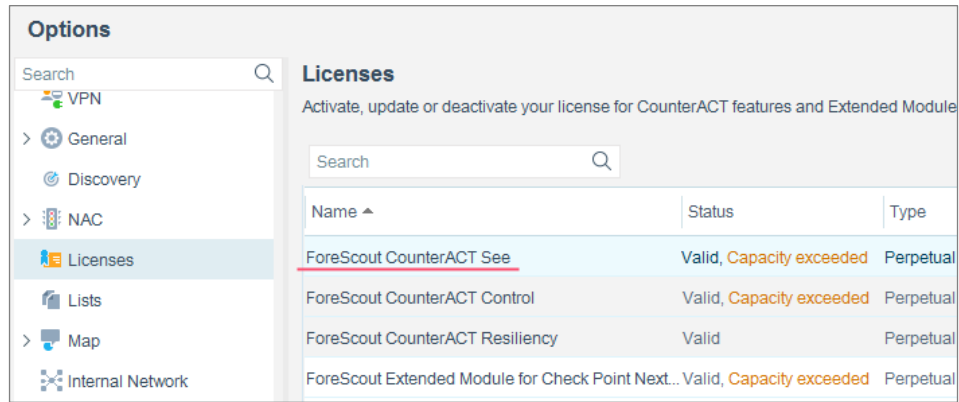 Options
Search
VPN
General
Discovery
NAC
Licenses
Lists
Map
Internal Network
Licenses
Activate, update or deactivate your license for CounterACT features and Extended Module
Search
Name Status Type
ForeScout CounterACT See Valid, Capacity exceeded Perpetual
ForeScout CounterACT Control Valid, Capacity exceeded Perpetual
ForeScout CounterACT Resiliency Valid Perpetual
ForeScout Extended Module for Check Point Next... Valid, Capacity exceeded Perpetual